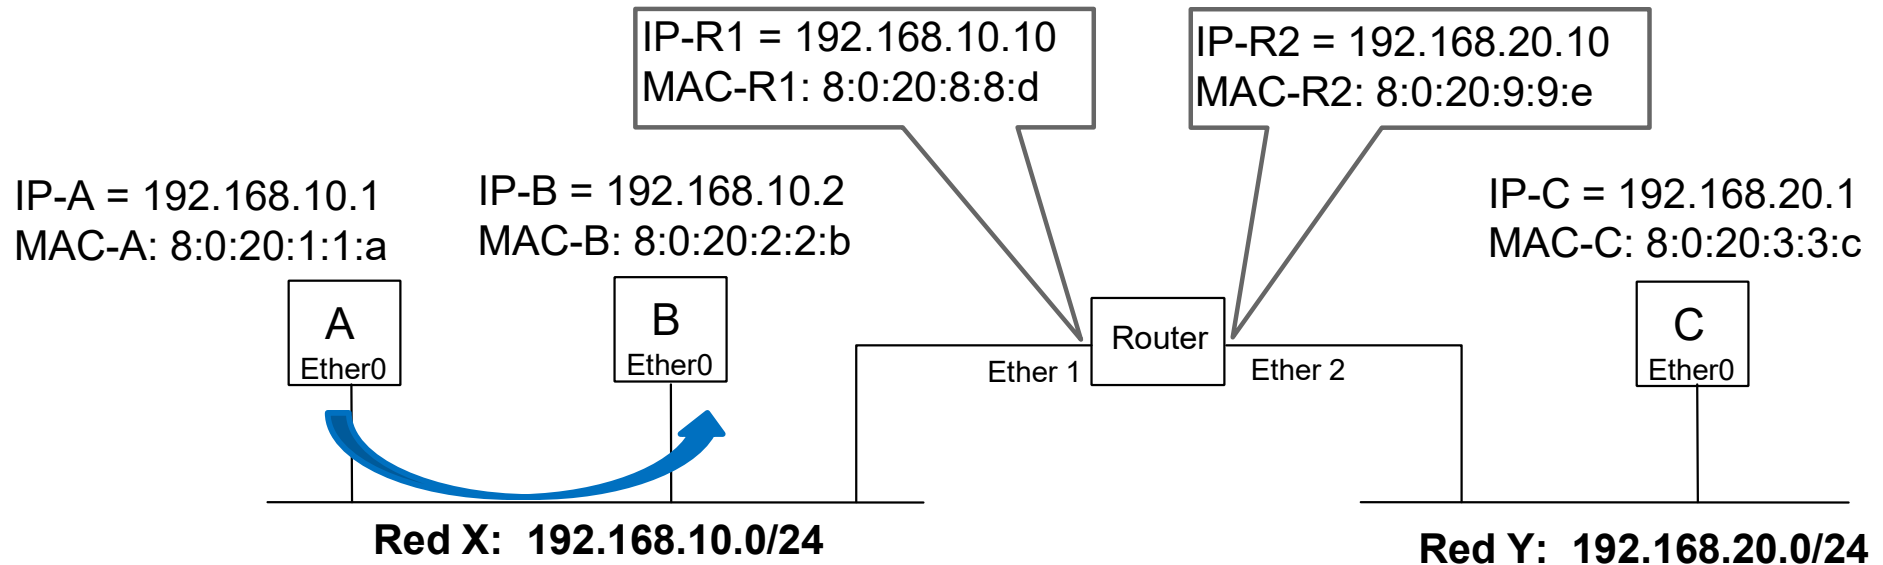 IP-R1 = 192.168.10.10
MAC-R1: 8:0:20:8:8:d
IP-R2 = 192.168.20.10
MAC-R2: 8:0:20:9:9:e
IP-A = 192.168.10.1
MAC-A: 8:0:20:1:1:a
IP-B = 192.168.10.2
MAC-B: 8:0:20:2:2:b
IP-C = 192.168.20.1
MAC-C: 8:0:20:3:3:c
A
Ether0
B
Ether0
Ether 1
Router
Ether 2
C
Ether0
Red X: 192.168.10.0/24
Red Y: 192.168.20.0/24